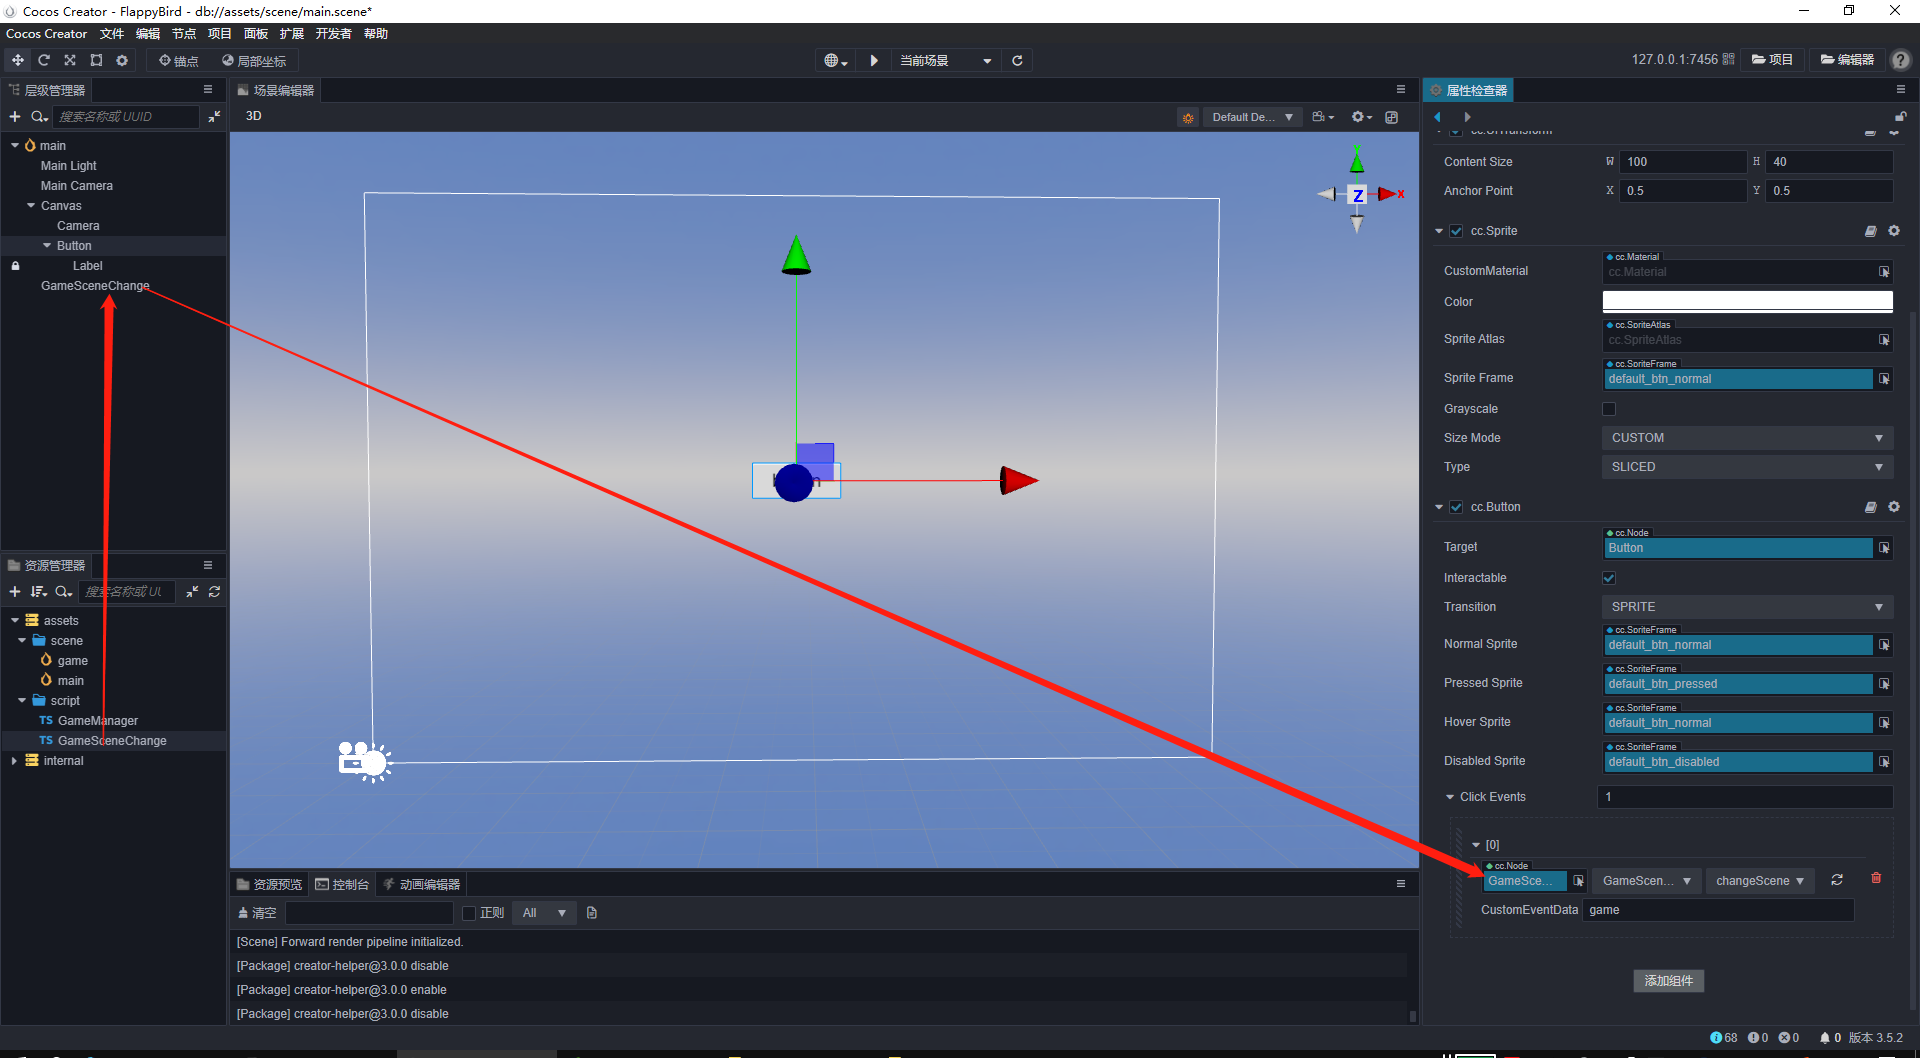 Cocos Creator - FlappyBird - db://assets/scene/main.scene*
Cocos Creator 文件 编辑 节点 项目 面板 扩展 开发者 帮助
锚点 局部坐标 当前场景 127.0.0.1:7456 项目 编辑器
层级管理器
搜索名称或 UUID
main
Main Light
Main Camera
Canvas
Camera
Button
Label
GameSceneChange
资源管理器
搜索名称或 UU
assets
scene
game
main
script
TS GameManager
TS GameSceneChange
internal
场景编辑器
3D Default De...
Y
Z
X
资源预览 控制台 动画编辑器
清空 正则 All
[Scene] Forward render pipeline initialized.
[Package] creator-helper@3.0.0 disable
[Package] creator-helper@3.0.0 enable
[Package] creator-helper@3.0.0 disable
属性检查器
cc.UITransform
Content Size W 100 H 40
Anchor Point X 0.5 Y 0.5
cc.Sprite
cc.Material
CustomMaterial cc.Material
Color
cc.SpriteAtlas
Sprite Atlas cc.SpriteAtlas
cc.SpriteFrame
Sprite Frame default_btn_normal
Grayscale
Size Mode CUSTOM
Type SLICED
cc.Button
cc.Node
Target Button
Interactable
Transition SPRITE
cc.SpriteFrame
Normal Sprite default_btn_normal
cc.SpriteFrame
Pressed Sprite default_btn_pressed
cc.SpriteFrame
Hover Sprite default_btn_normal
cc.SpriteFrame
Disabled Sprite default_btn_disabled
Click Events 1
[0]
cc.Node
GameSce... GameScen... changeScene
CustomEventData game
添加组件
68 0 0 0 版本 3.5.2